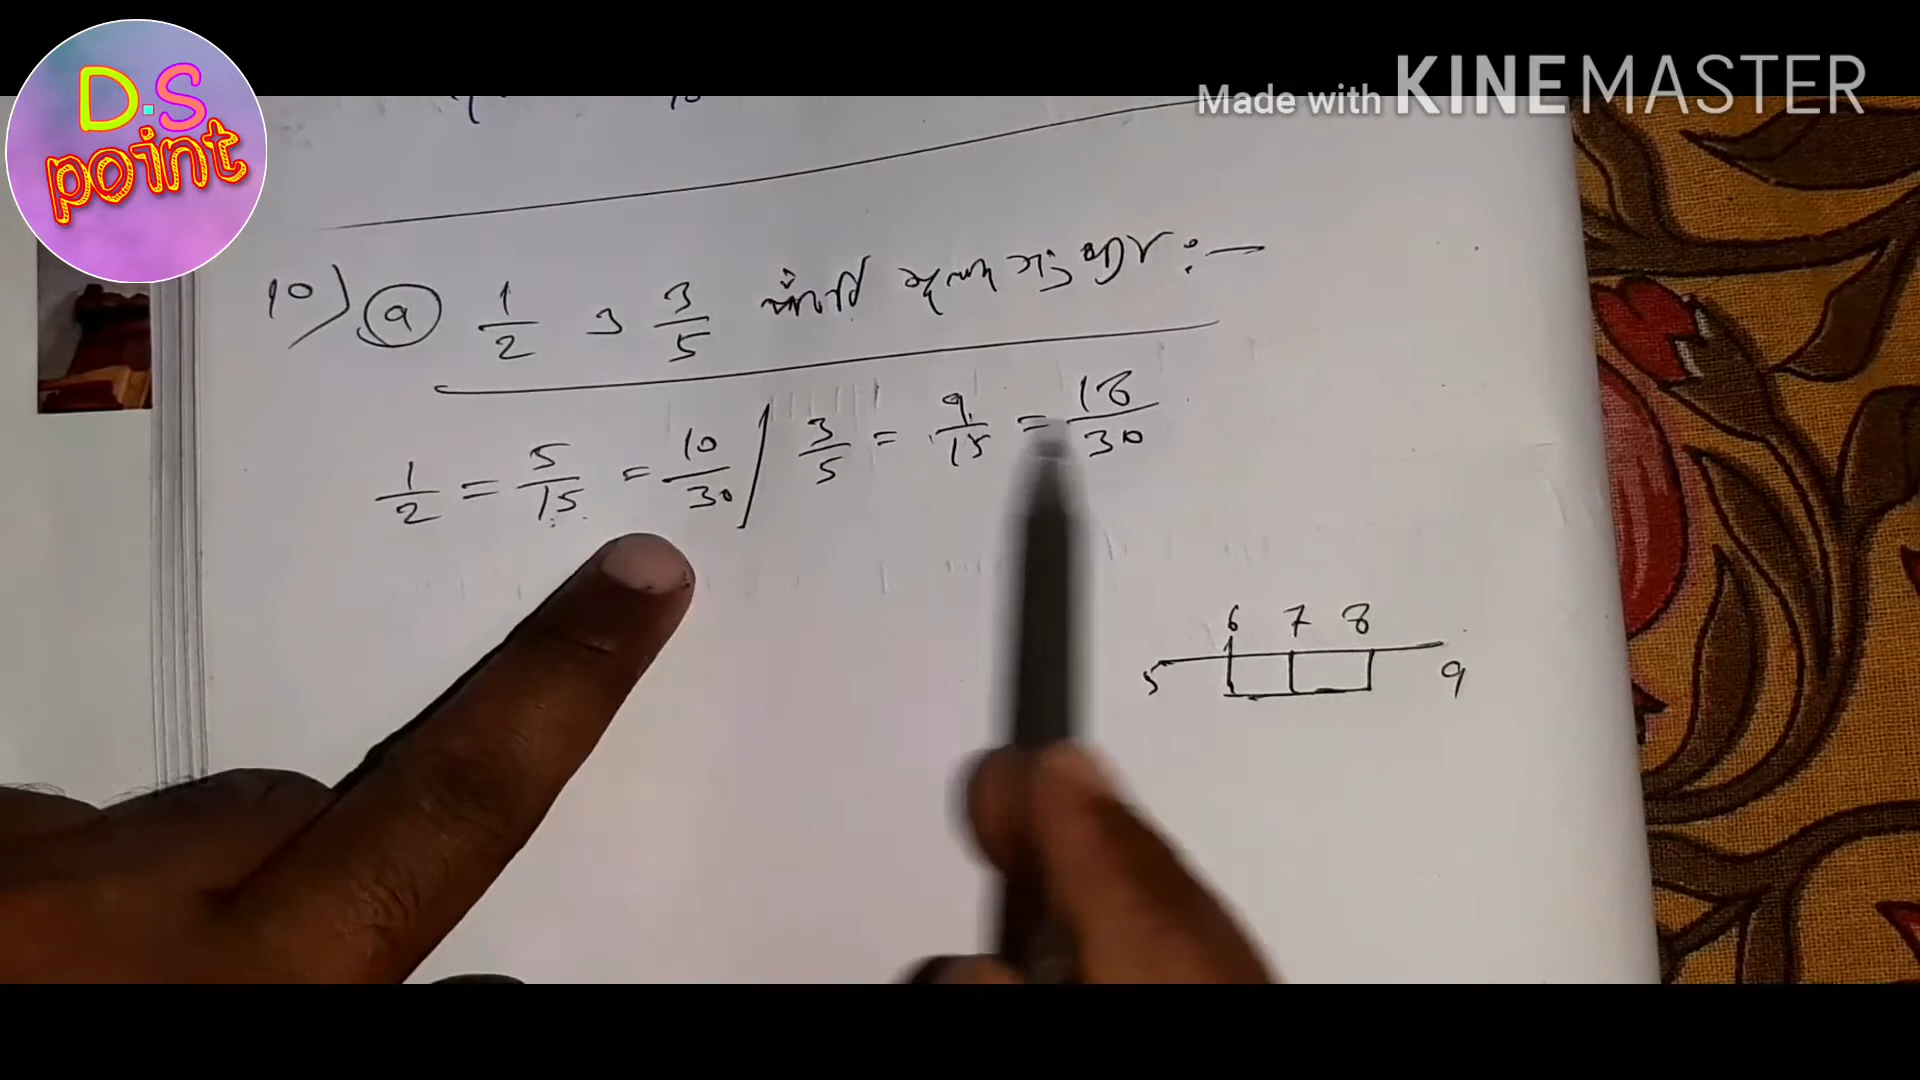 D.S
point
Made with KINEMASTER
10) a 1/2 ও 3/5
1/2 = 5/15 = 10/30 / 3/5 = 9/15 = 18/30
6 7 8
5 9